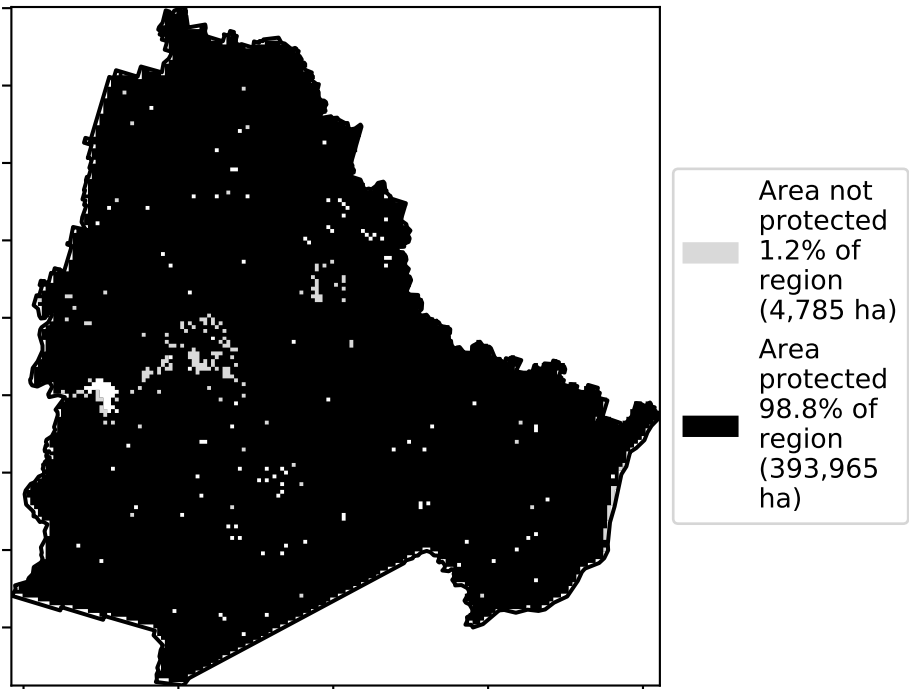 Area not
protected
1.2% of
region
(4,785 ha)
Area
protected
98.8% of
region
(393,965
ha)